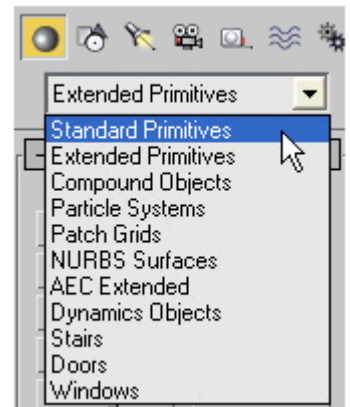 Extended Primitives
Standard Primitives
Extended Primitives
Compound Objects
Particle Systems
Patch Grids
NURBS Surfaces
AEC Extended
Dynamics Objects
Stairs
Doors
Windows